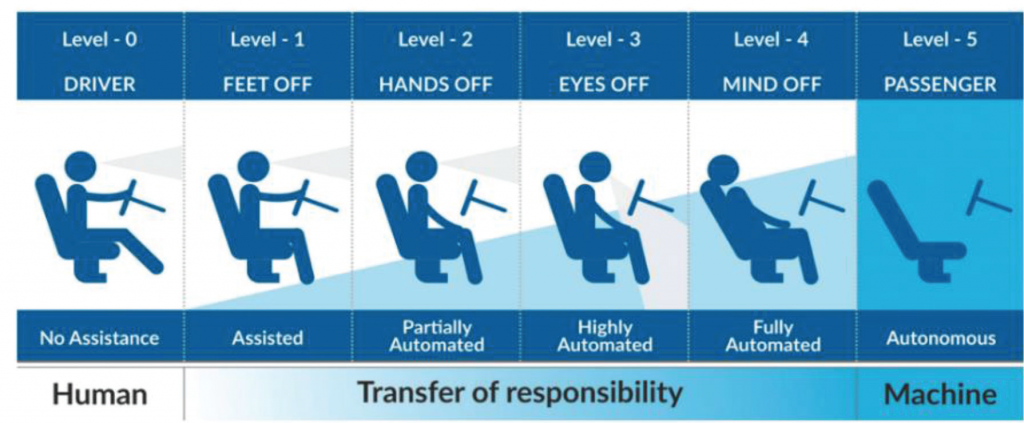 Level - 0
Level - 1
Level - 2
Level - 3
Level - 4
Level - 5
DRIVER
FEET OFF
HANDS OFF
EYES OFF
MIND OFF
PASSENGER
No Assistance
Assisted
Partially
Automated
Highly
Automated
Fully
Automated
Autonomous
Human
Transfer of responsibility
Machine